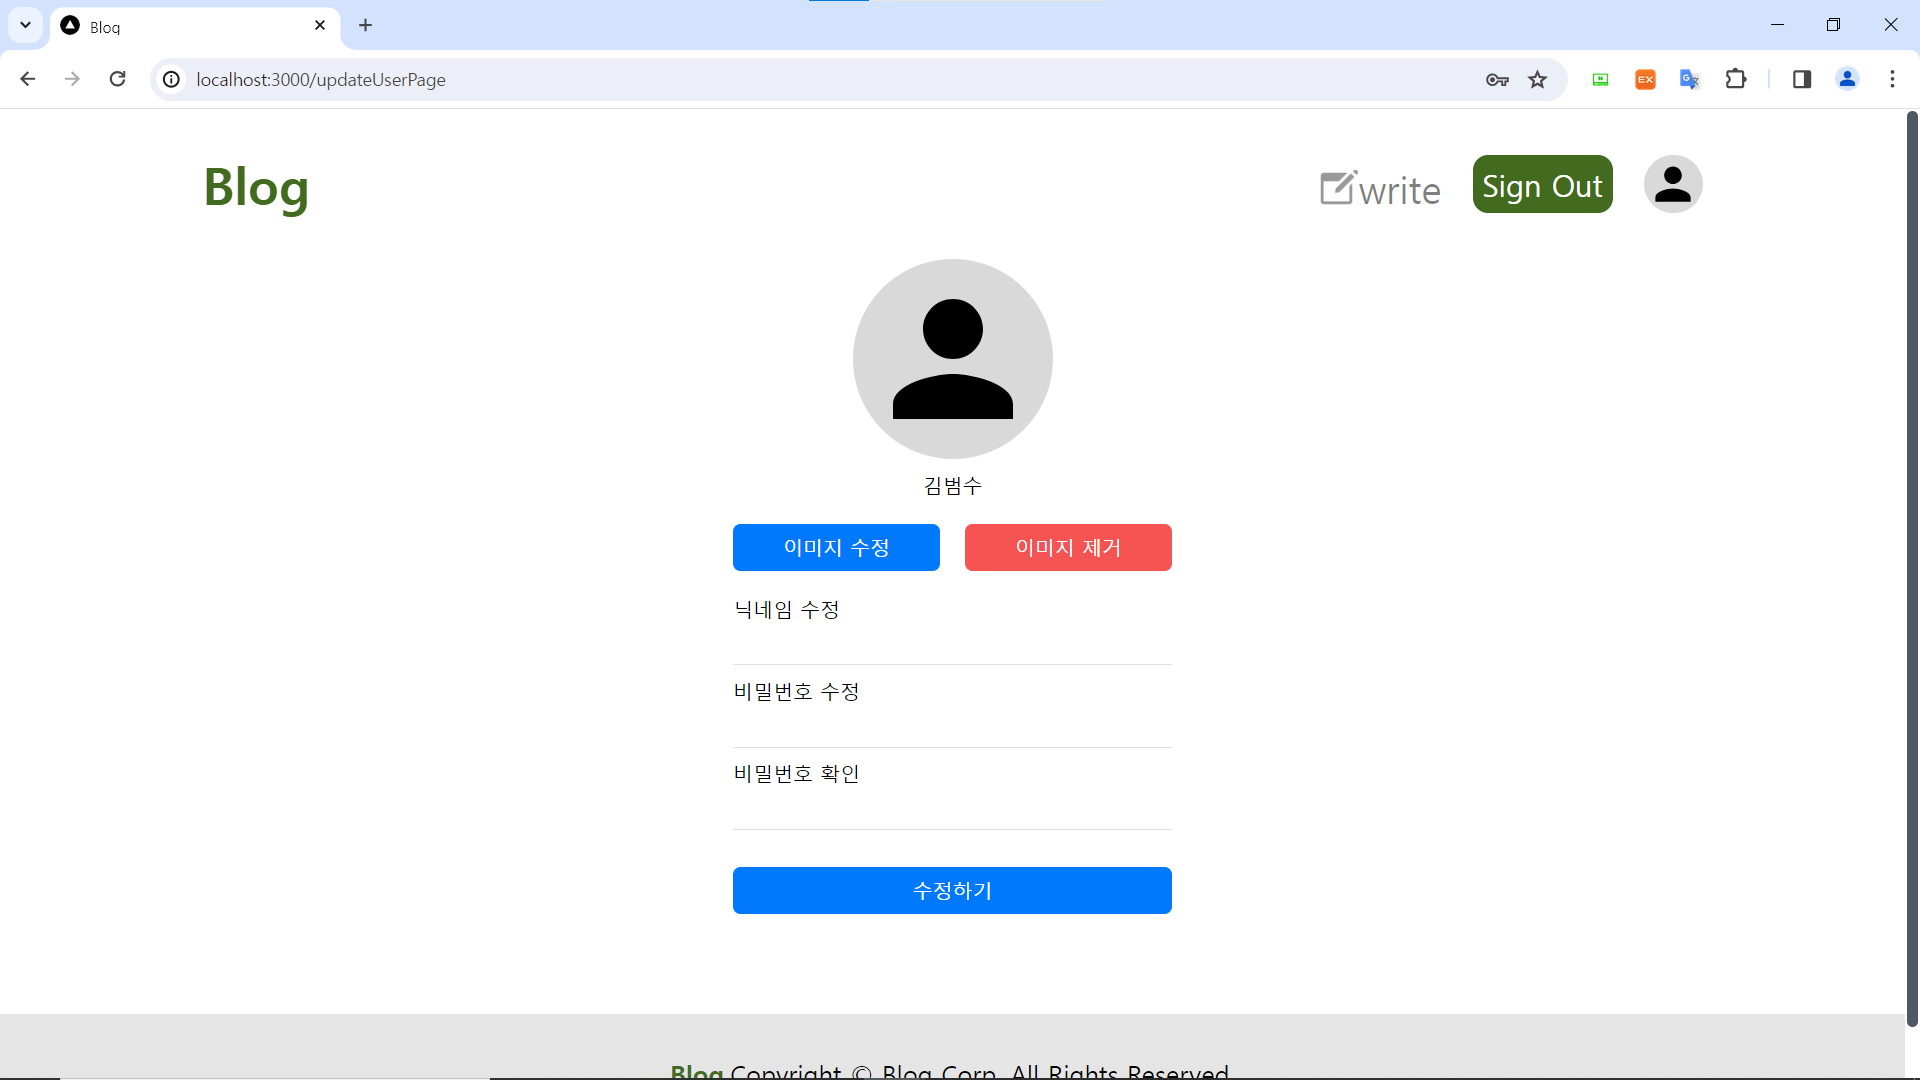 Blog
localhost:3000/updateUserPage
EX
Blog
write
Sign Out
김범수
이미지 수정
이미지 제거
닉네임 수정
비밀번호 수정
비밀번호 확인
수정하기
Blog Copyright © Blog Corp. All Rights Reserved